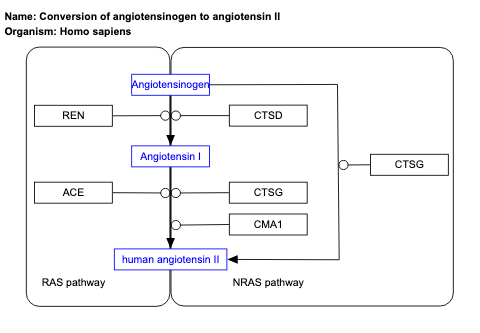 Name: Conversion of angiotensinogen to angiotensin II
Organism: Homo sapiens
Angiotensinogen
REN
CTSD
Angiotensin I
CTSG
ACE
CTSG
CMA1
human angiotensin II
RAS pathway
NRAS pathway